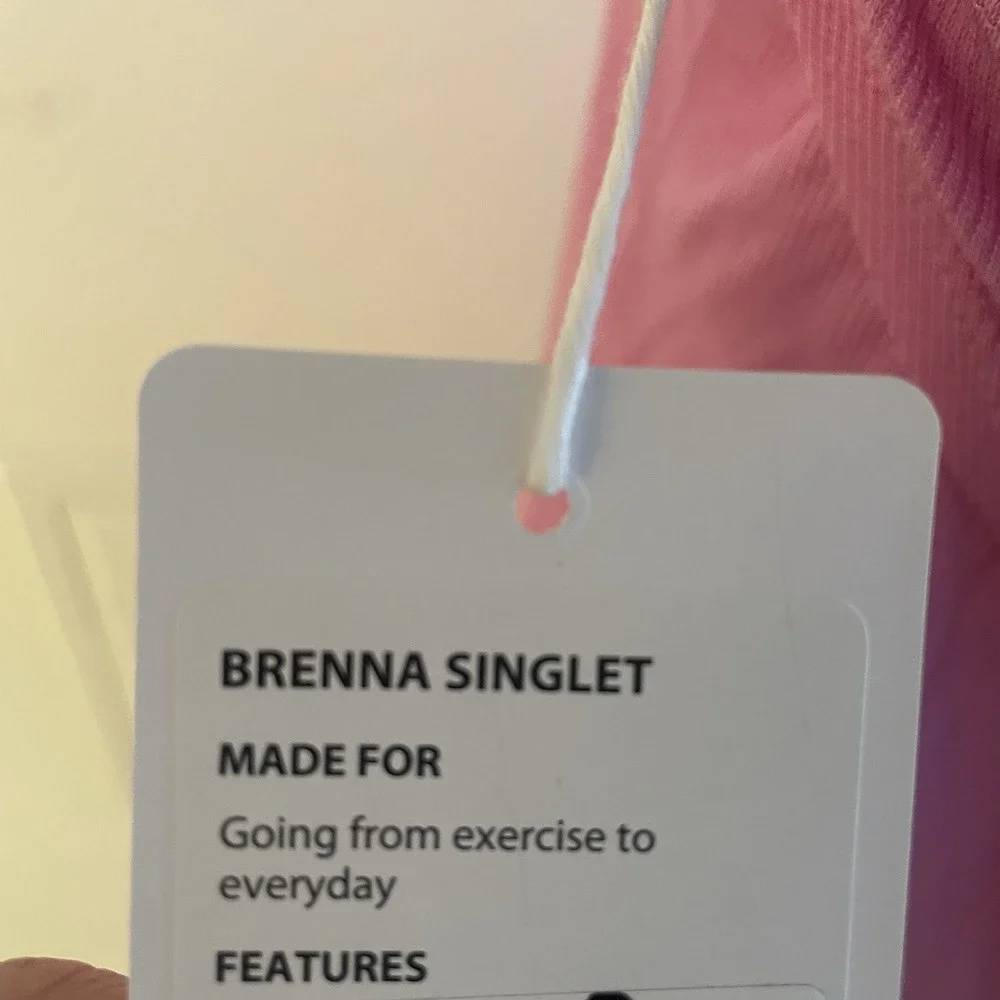 BRENNA SINGLET
MADE FOR
Going from exercise to
everyday
FEATURES